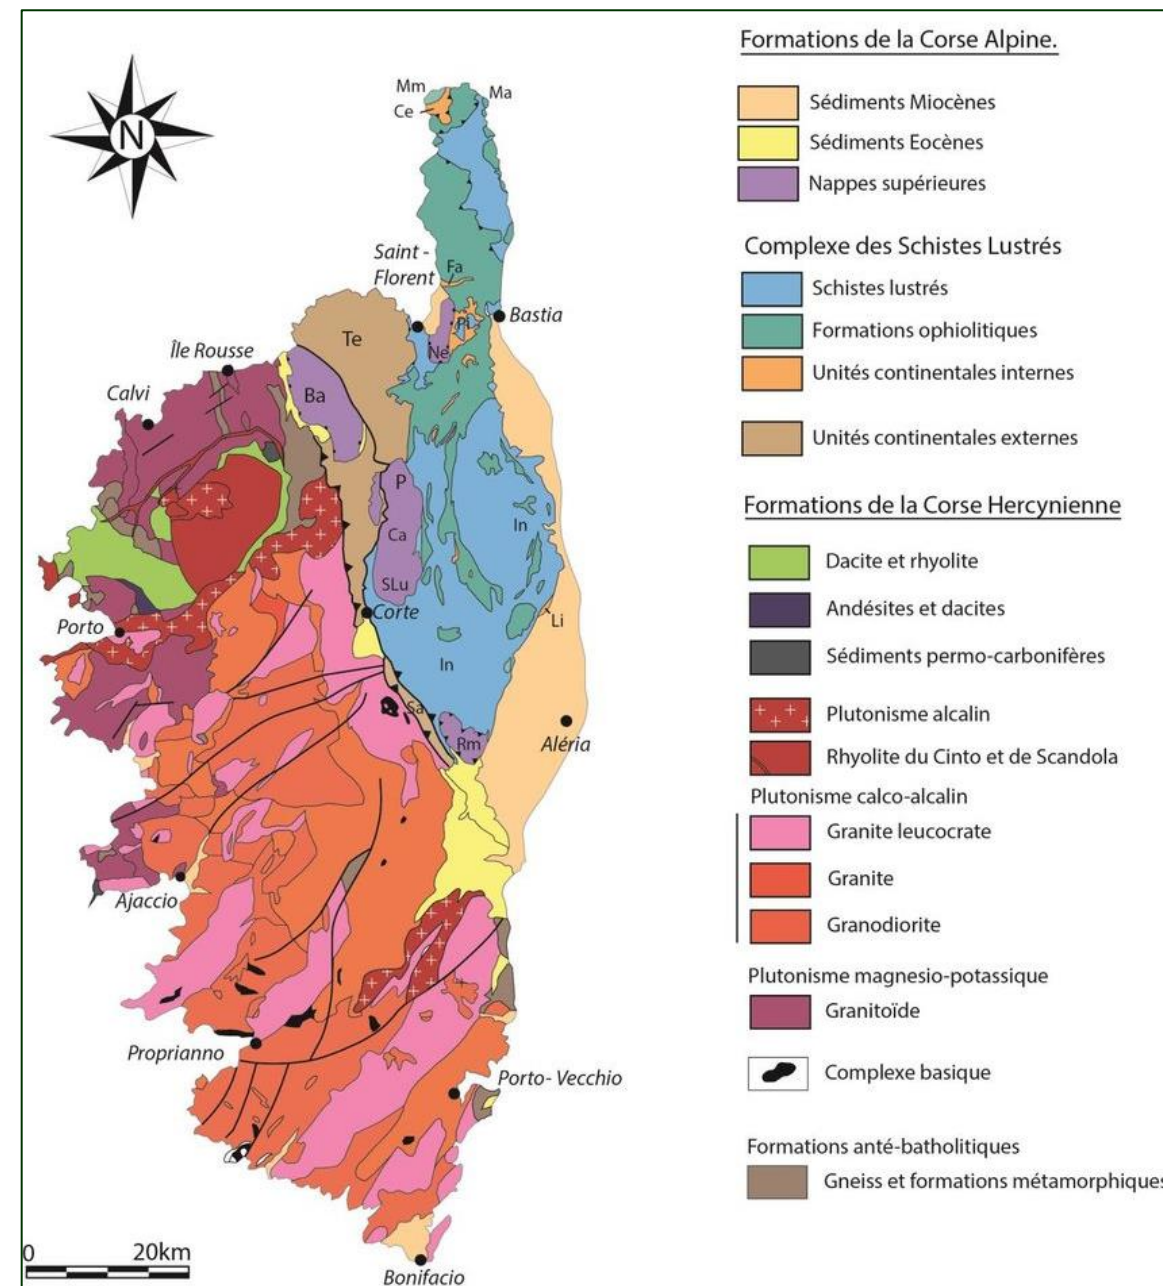 N
Mm
Ma
Ce
Saint -
Florent
Fa
Bastia
Pi
Ne
Te
Île Rousse
Ba
Calvi
P
In
Ca
SLu
Corte
Li
Porto
In
Sa
Rm
Aléria
Ajaccio
Proprianno
Porto- Vecchio
Bonifacio
0 20km
Formations de la Corse Alpine.
Sédiments Miocènes
Sédiments Eocènes
Nappes supérieures
Complexe des Schistes Lustrés
Schistes lustrés
Formations ophiolitiques
Unités continentales internes
Unités continentales externes
Formations de la Corse Hercynienne
Dacite et rhyolite
Andésites et dacites
Sédiments permo-carbonifères
Plutonisme alcalin
Rhyolite du Cinto et de Scandola
Plutonisme calco-alcalin
Granite leucocrate
Granite
Granodiorite
Plutonisme magnesio-potassique
Granitoïde
Complexe basique
Formations anté-batholitiques
Gneiss et formations métamorphiques